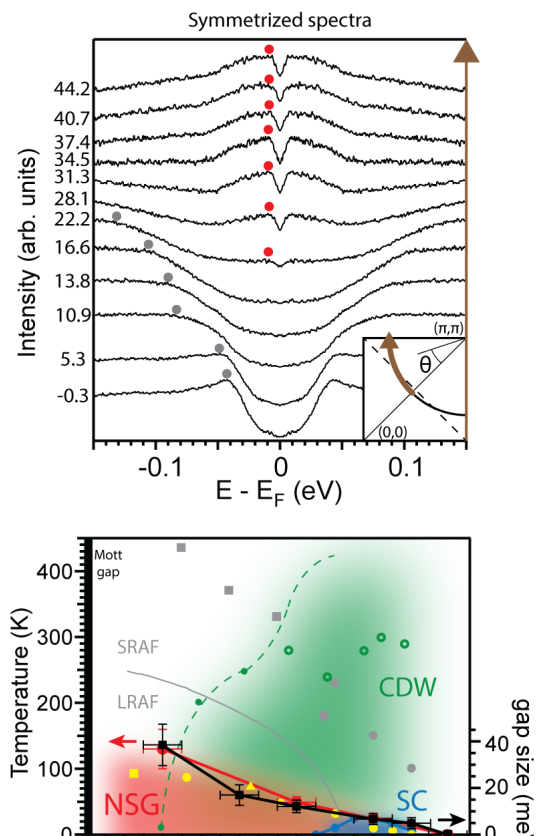 Symmetrized spectra
Intensity (arb. units)
44.2
40.7
37.4
34.5
31.3
28.1
22.2
16.6
13.8
10.9
5.3
-0.3
(π,π)
θ
(0,0)
-0.1 0 0.1
E - EF (eV)
Mott
gap
Temperature (K)
400
300
200
100
0
SRAF
LRAF
CDW
NSG
SC
40
20
0
gap size (me